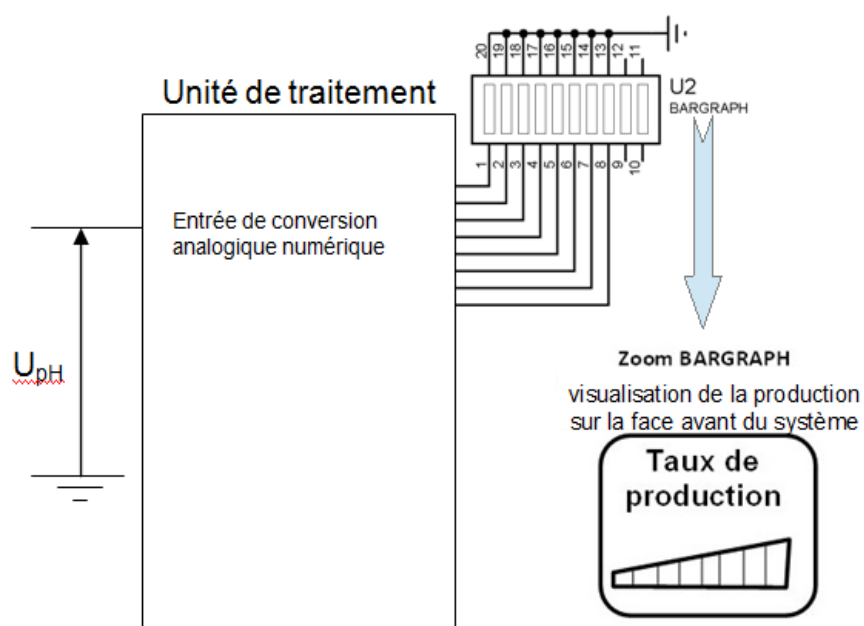 20
19
18
17
16
15
14
13
12
11
U2
BARGRAPH
1
2
3
4
5
6
7
8
9
10
Unité de traitement
Entrée de conversion
analogique numérique
UpH
Zoom BARGRAPH
visualisation de la production
sur la face avant du système
Taux de
production